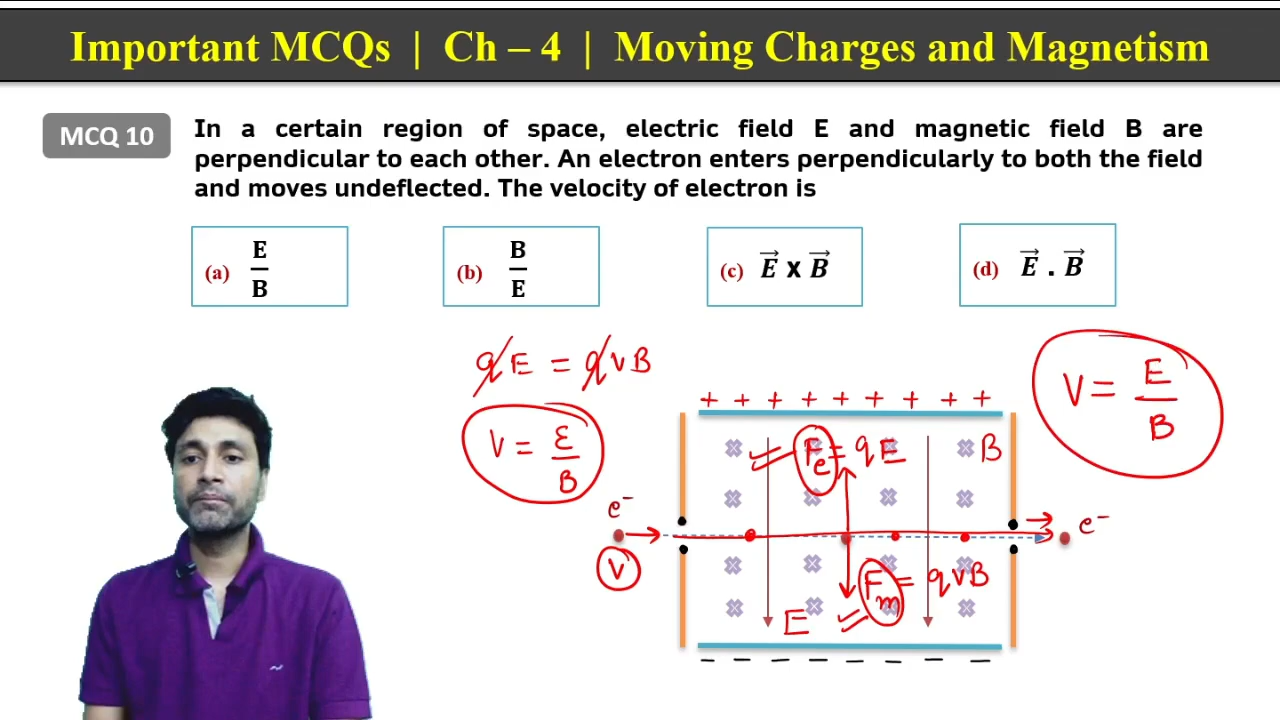 Important MCQs | Ch – 4 | Moving Charges and Magnetism
MCQ 10
In a certain region of space, electric field E and magnetic field B are
perpendicular to each other. An electron enters perpendicularly to both the field
and moves undeflected. The velocity of electron is
(a) E/B
(b) B/E
(c) E⃗ x B⃗
(d) E⃗ . B⃗
qE = qvB
V = E/B
V = E/B
+ + + + + + + + +
Fe = qE
B
e⁻
e⁻
V
Fm = qvB
E
– – – – – – – – –